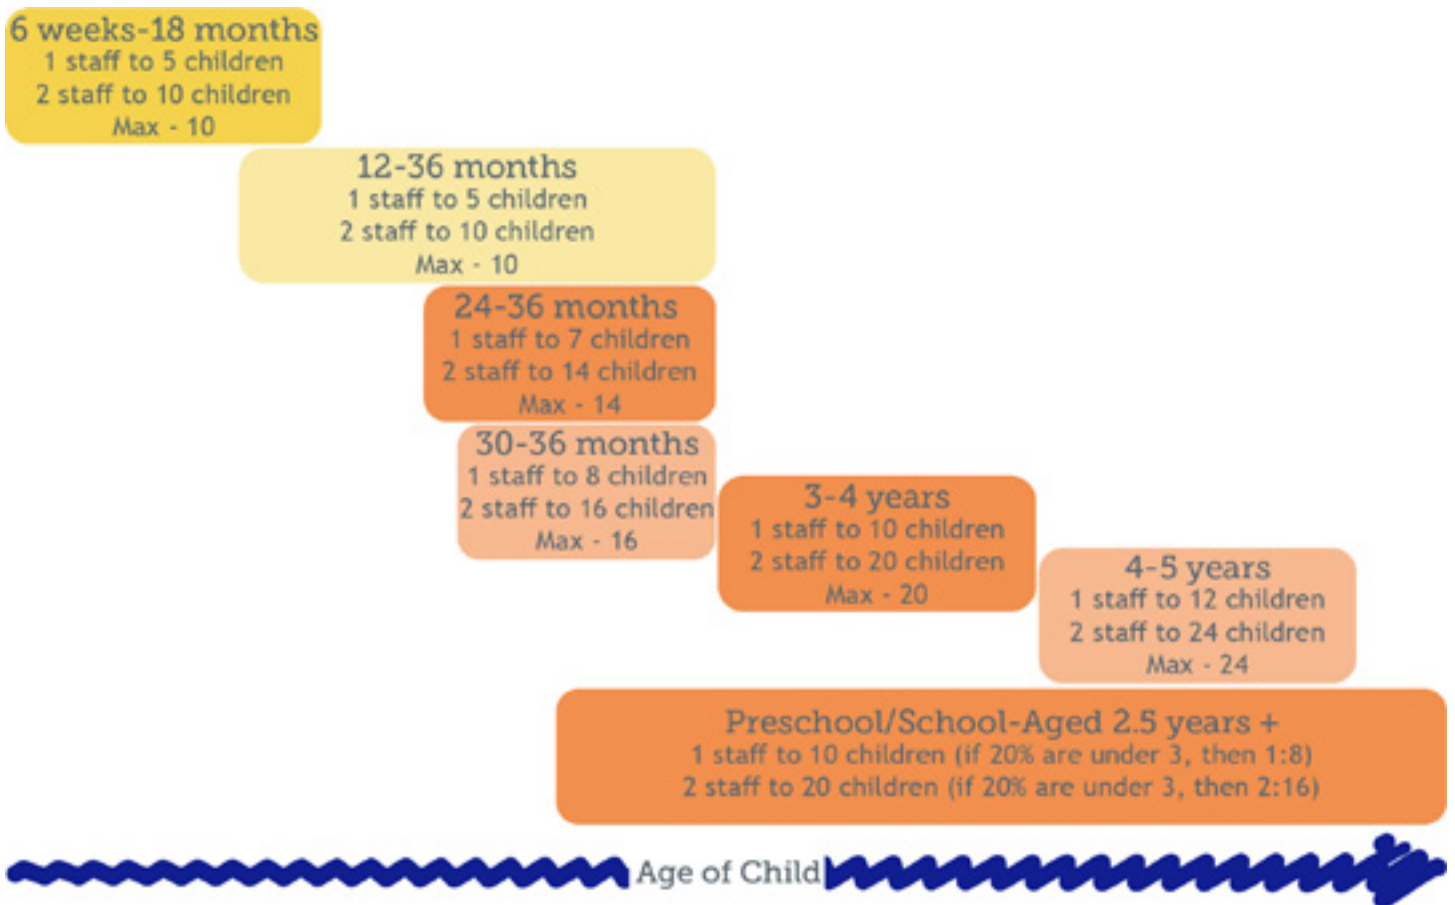 6 weeks-18 months
1 staff to 5 children
2 staff to 10 children
Max - 10
12-36 months
1 staff to 5 children
2 staff to 10 children
Max - 10
24-36 months
1 staff to 7 children
2 staff to 14 children
Max - 14
30-36 months
1 staff to 8 children
2 staff to 16 children
Max - 16
3-4 years
1 staff to 10 children
2 staff to 20 children
Max - 20
4-5 years
1 staff to 12 children
2 staff to 24 children
Max - 24
Preschool/School-Aged 2.5 years +
1 staff to 10 children (if 20% are under 3, then 1:8)
2 staff to 20 children (if 20% are under 3, then 2:16)
Age of Child